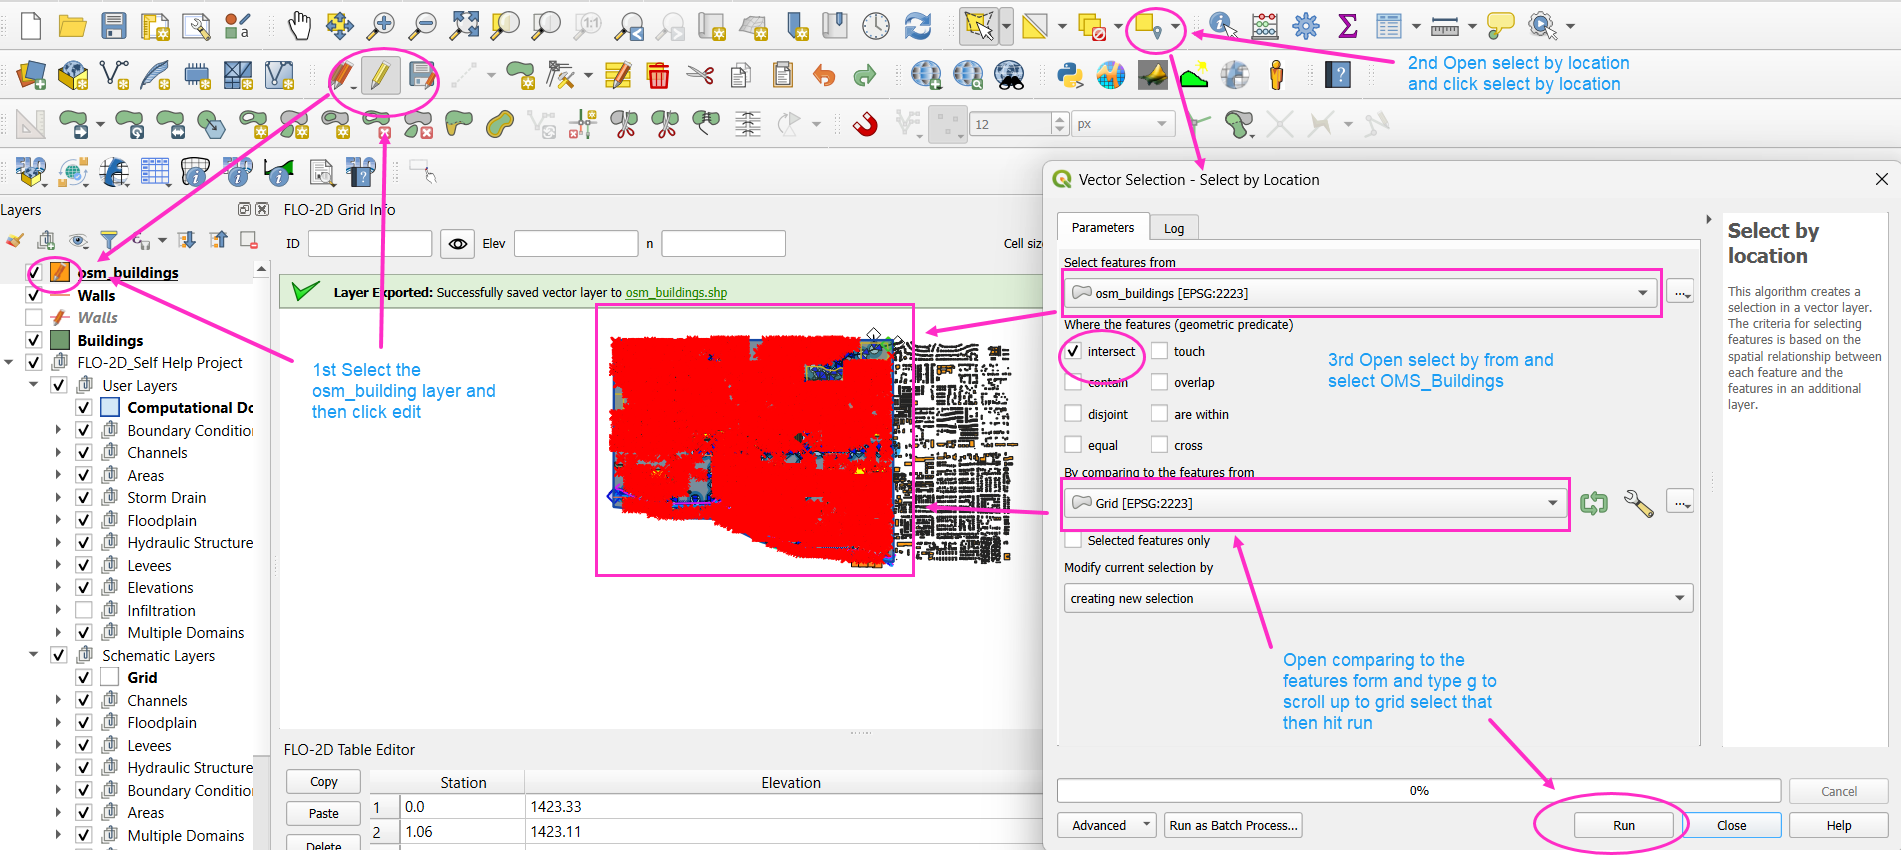 1:1
a
2nd Open select by location
and click select by location
12
px
Layers
FLO-2D Grid Info
ID
Elev
n
Cell size
osm_buildings
Walls
Walls
Buildings
FLO-2D_Self Help Project
User Layers
Computational Do
Boundary Condition
Channels
Areas
Storm Drain
Floodplain
Hydraulic Structure
Levees
Elevations
Infiltration
Multiple Domains
Schematic Layers
Grid
Channels
Floodplain
Levees
Hydraulic Structure
Boundary Condition
Areas
Multiple Domains
Layer Exported: Successfully saved vector layer to osm_buildings.shp
1st Select the
osm_building layer and
then click edit
FLO-2D Table Editor
Copy
Paste
Delete
Station
Elevation
1
0.0
1423.33
2
1.06
1423.11
Vector Selection - Select by Location
Parameters
Log
Select features from
osm_buildings [EPSG:2223]
...
Where the features (geometric predicate)
intersect
touch
contain
overlap
disjoint
are within
equal
cross
3rd Open select by from and
select OMS_Buildings
By comparing to the features from
Grid [EPSG:2223]
...
Selected features only
Modify current selection by
creating new selection
Open comparing to the
features form and type g to
scroll up to grid select that
then hit run
Select by
location
This algorithm creates a
selection in a vector layer.
The criteria for selecting
features is based on the
spatial relationship between
each feature and the
features in an additional
layer.
0%
Cancel
Advanced
Run as Batch Process...
Run
Close
Help